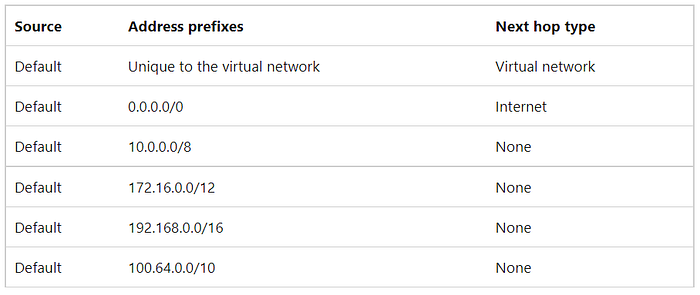 Source Address prefixes Next hop type
Default Unique to the virtual network Virtual network
Default 0.0.0.0/0 Internet
Default 10.0.0.0/8 None
Default 172.16.0.0/12 None
Default 192.168.0.0/16 None
Default 100.64.0.0/10 None